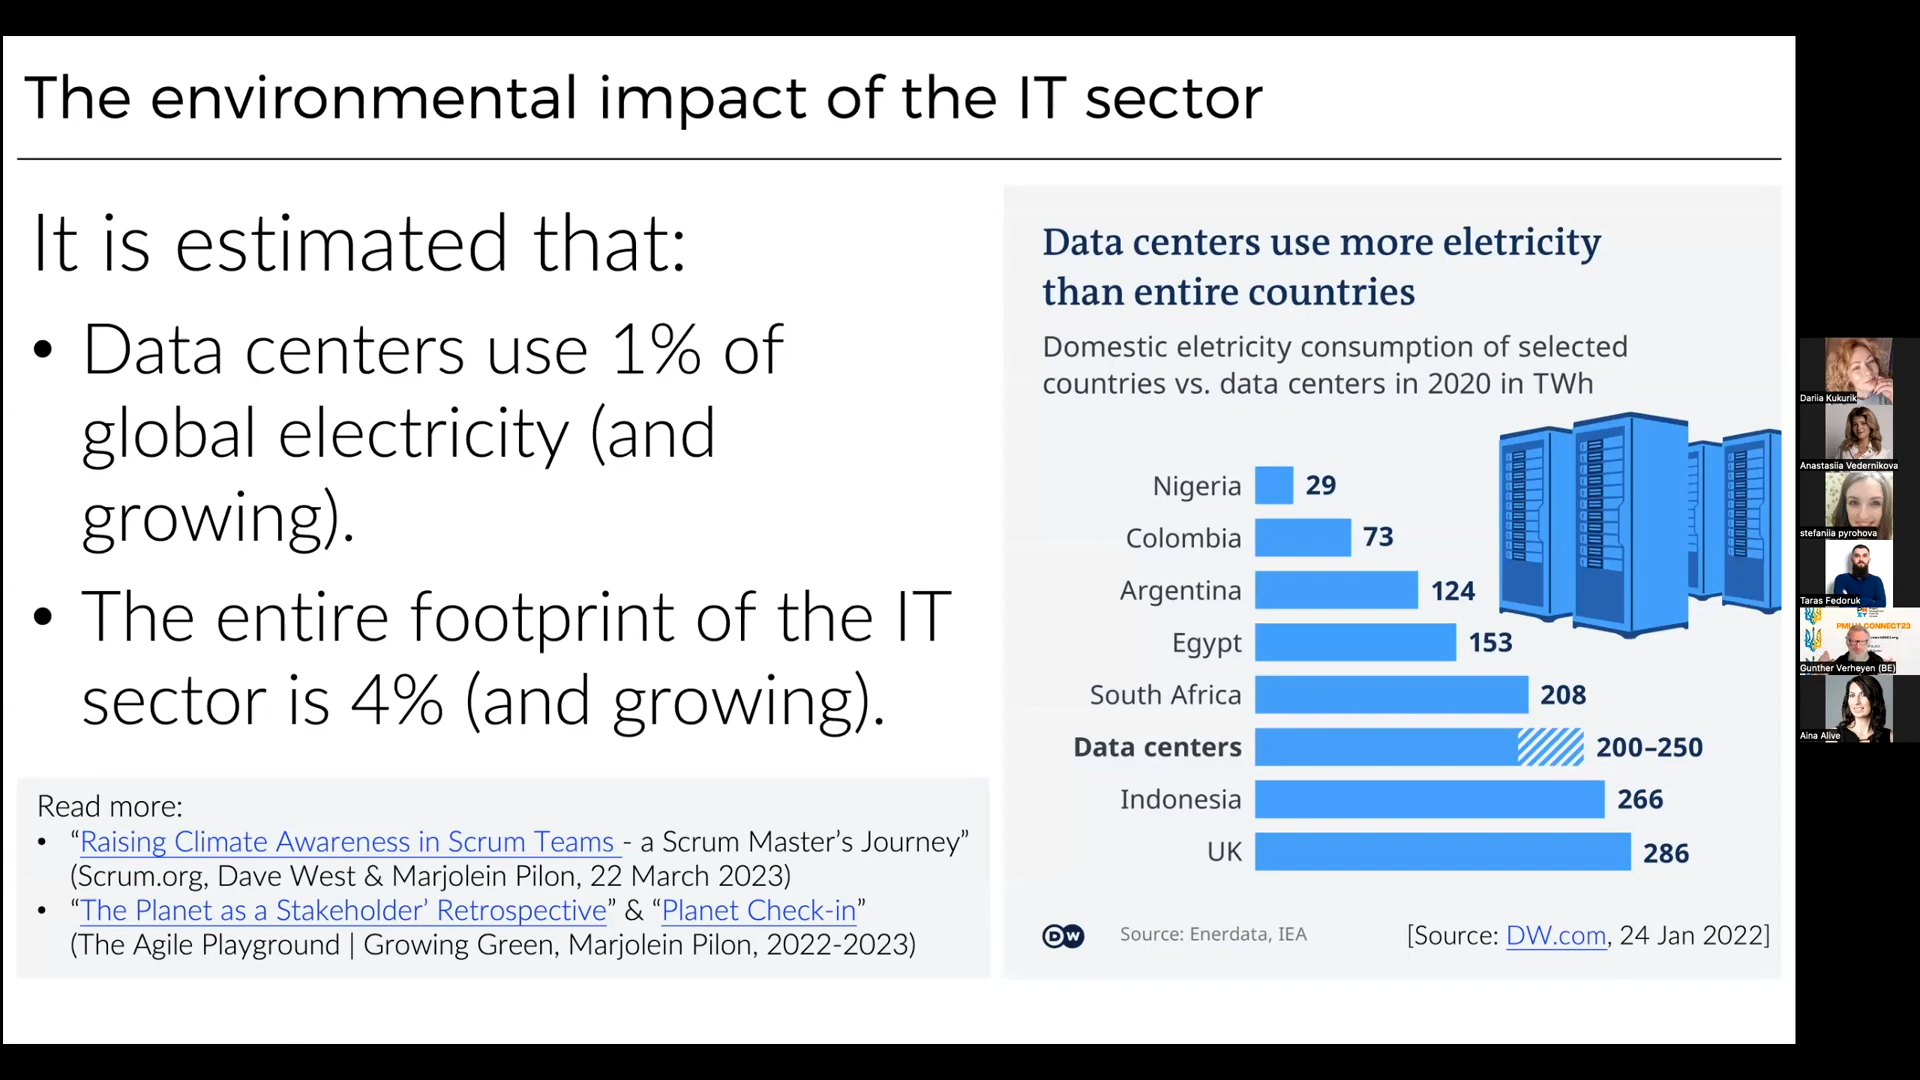 The environmental impact of the IT sector
It is estimated that:
• Data centers use 1% of
global electricity (and
growing).
• The entire footprint of the IT
sector is 4% (and growing).
Read more:
• “Raising Climate Awareness in Scrum Teams - a Scrum Master’s Journey”
(Scrum.org, Dave West & Marjolein Pilon, 22 March 2023)
• “The Planet as a Stakeholder’ Retrospective” & “Planet Check-in”
(The Agile Playground | Growing Green, Marjolein Pilon, 2022-2023)
Data centers use more eletricity
than entire countries
Domestic eletricity consumption of selected
countries vs. data centers in 2020 in TWh
Nigeria 29
Colombia 73
Argentina 124
Egypt 153
South Africa 208
Data centers 200–250
Indonesia 266
UK 286
DW Source: Enerdata, IEA
[Source: DW.com, 24 Jan 2022]
Dariia Kukurik
Anastasiia Vedernikova
stefaniia pyrohova
Taras Fedoruk
Gunther Verheyen (BE)
Aina Alive